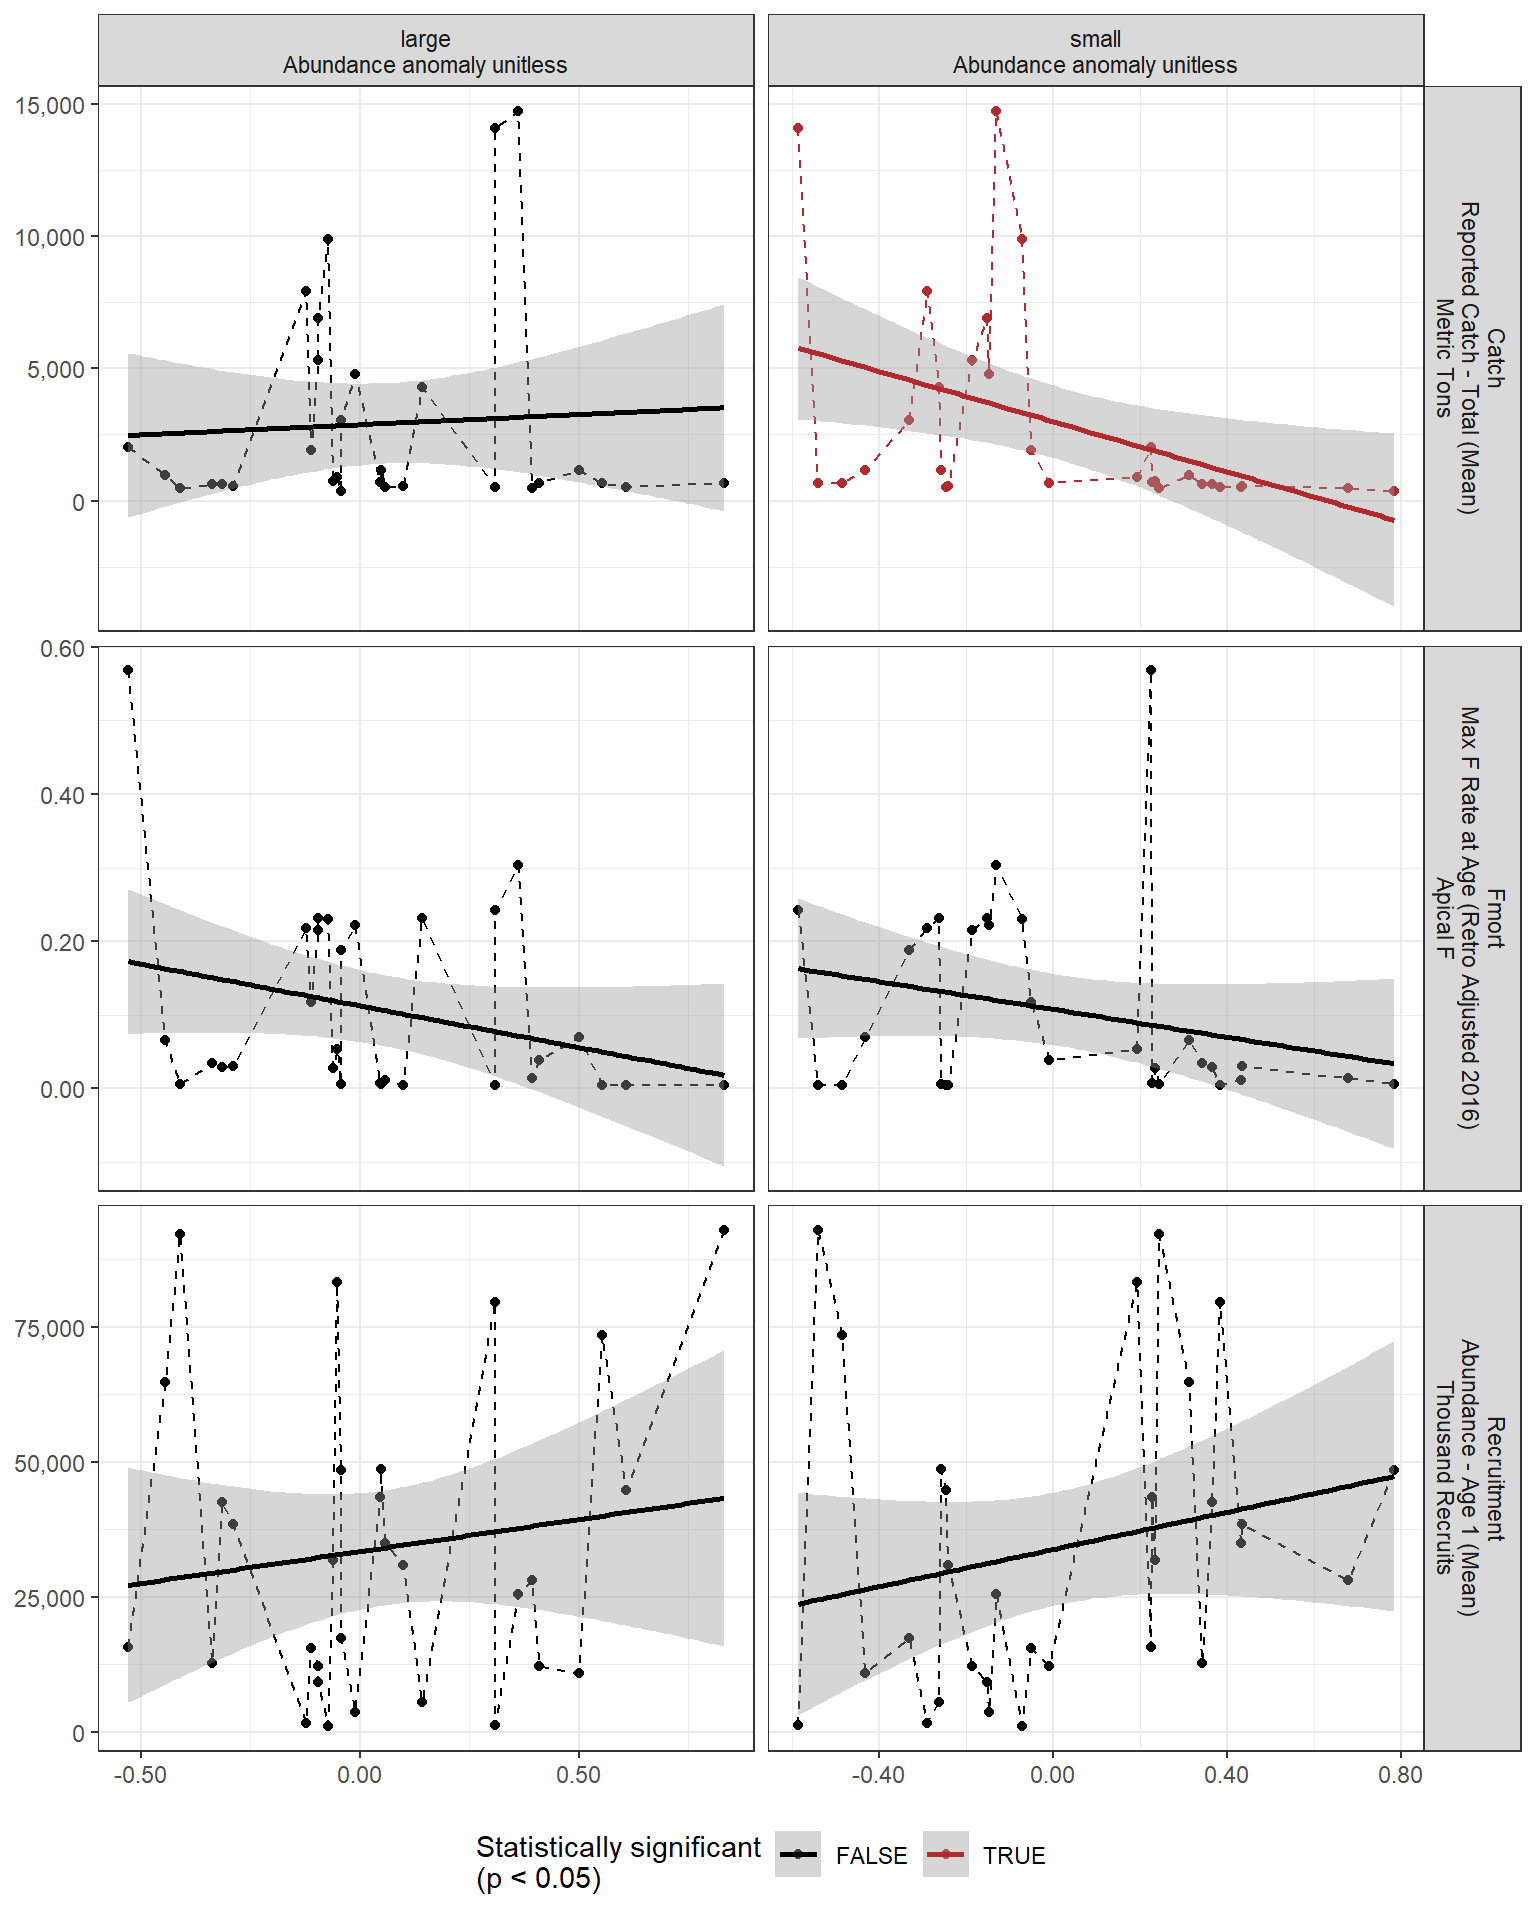 large
Abundance anomaly unitless
small
Abundance anomaly unitless
15,000
10,000
5,000
0
Catch
Reported Catch - Total (Mean)
Metric Tons
0.60
0.40
0.20
0.00
Fmort
Max F Rate at Age (Retro Adjusted 2016)
Apical F
75,000
50,000
25,000
0
Recruitment
Abundance - Age 1 (Mean)
Thousand Recruits
-0.50
0.00
0.50
-0.40
0.00
0.40
0.80
Statistically significant
(p < 0.05)
FALSE
TRUE